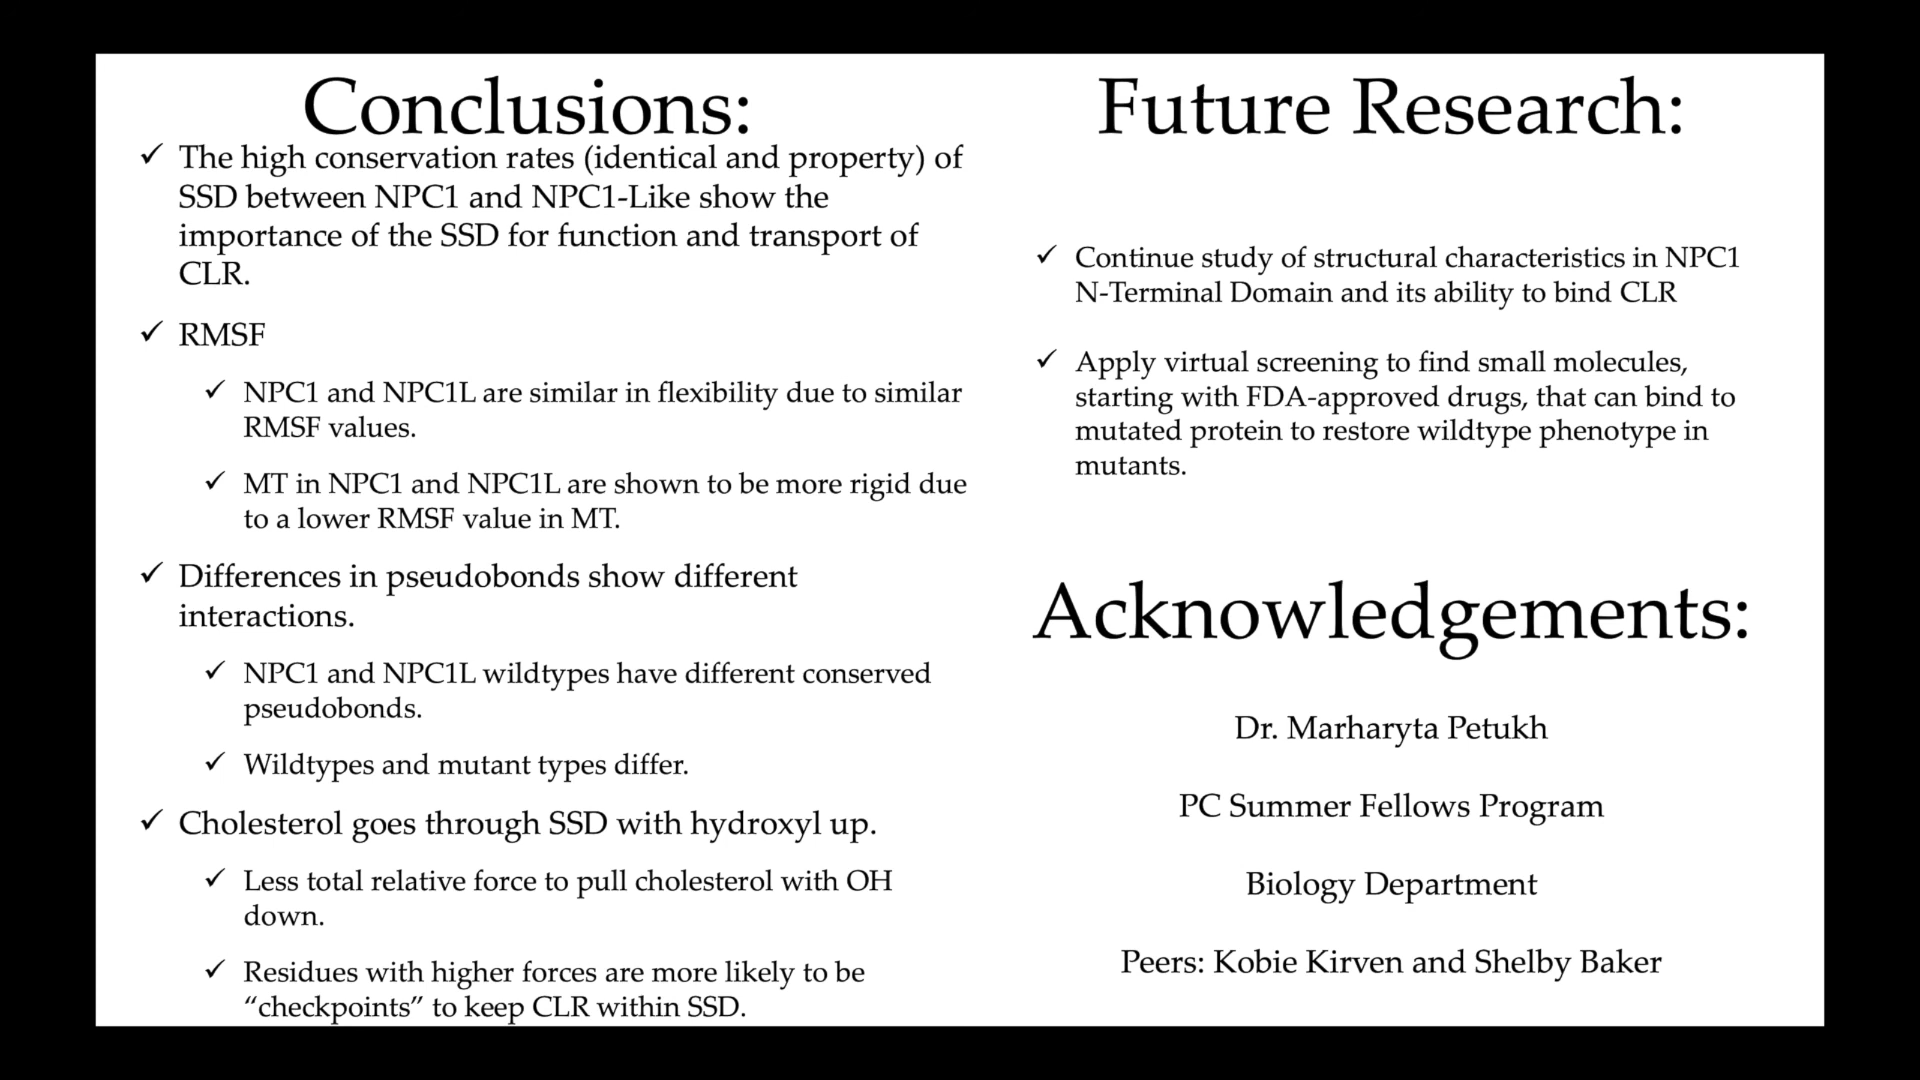 Conclusions:
✓ The high conservation rates (identical and property) of
SSD between NPC1 and NPC1-Like show the
importance of the SSD for function and transport of
CLR.
✓ RMSF
✓ NPC1 and NPC1L are similar in flexibility due to similar
RMSF values.
✓ MT in NPC1 and NPC1L are shown to be more rigid due
to a lower RMSF value in MT.
✓ Differences in pseudobonds show different
interactions.
✓ NPC1 and NPC1L wildtypes have different conserved
pseudobonds.
✓ Wildtypes and mutant types differ.
✓ Cholesterol goes through SSD with hydroxyl up.
✓ Less total relative force to pull cholesterol with OH
down.
✓ Residues with higher forces are more likely to be
“checkpoints” to keep CLR within SSD.
Future Research:
✓ Continue study of structural characteristics in NPC1
N-Terminal Domain and its ability to bind CLR
✓ Apply virtual screening to find small molecules,
starting with FDA-approved drugs, that can bind to
mutated protein to restore wildtype phenotype in
mutants.
Acknowledgements:
Dr. Marharyta Petukh
PC Summer Fellows Program
Biology Department
Peers: Kobie Kirven and Shelby Baker